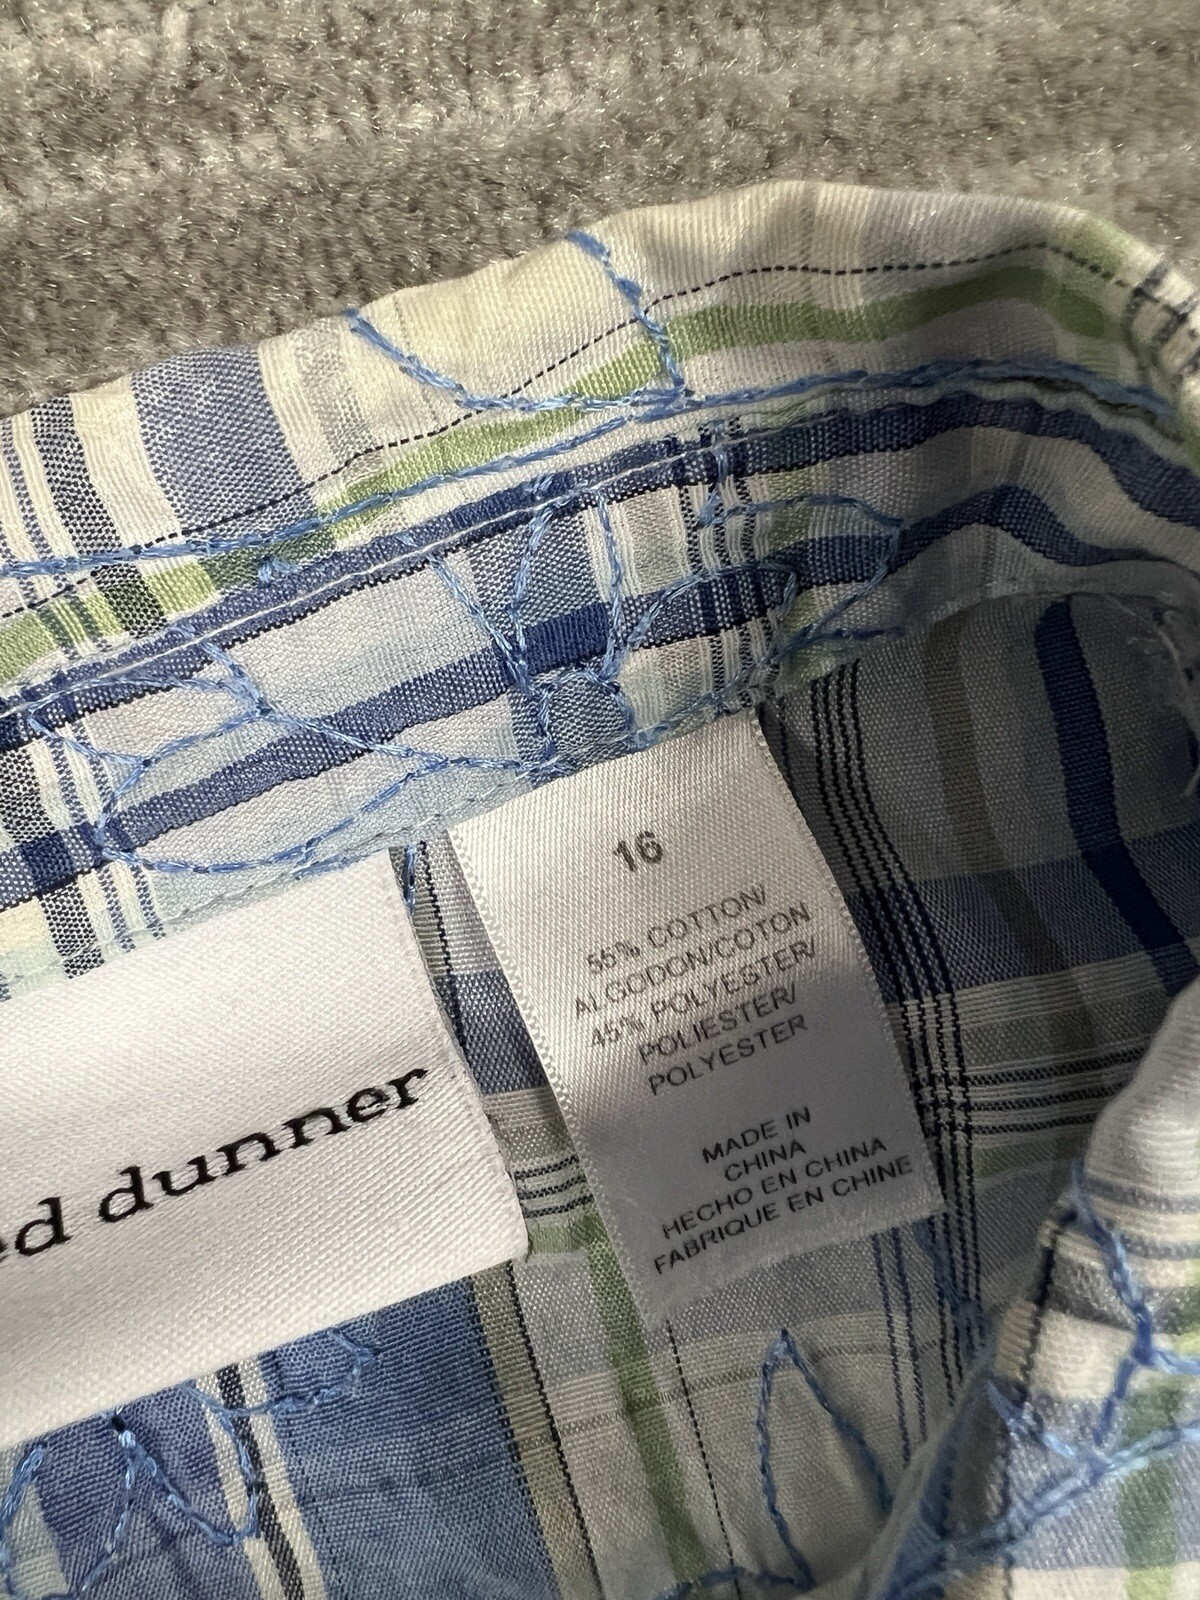 ed dunner
16
55% COTTON/
ALGODON/COTON
45% POLYESTER/
POLIESTER/
POLYESTER
MADE IN
CHINA
HECHO EN CHINA
FABRIQUE EN CHINE